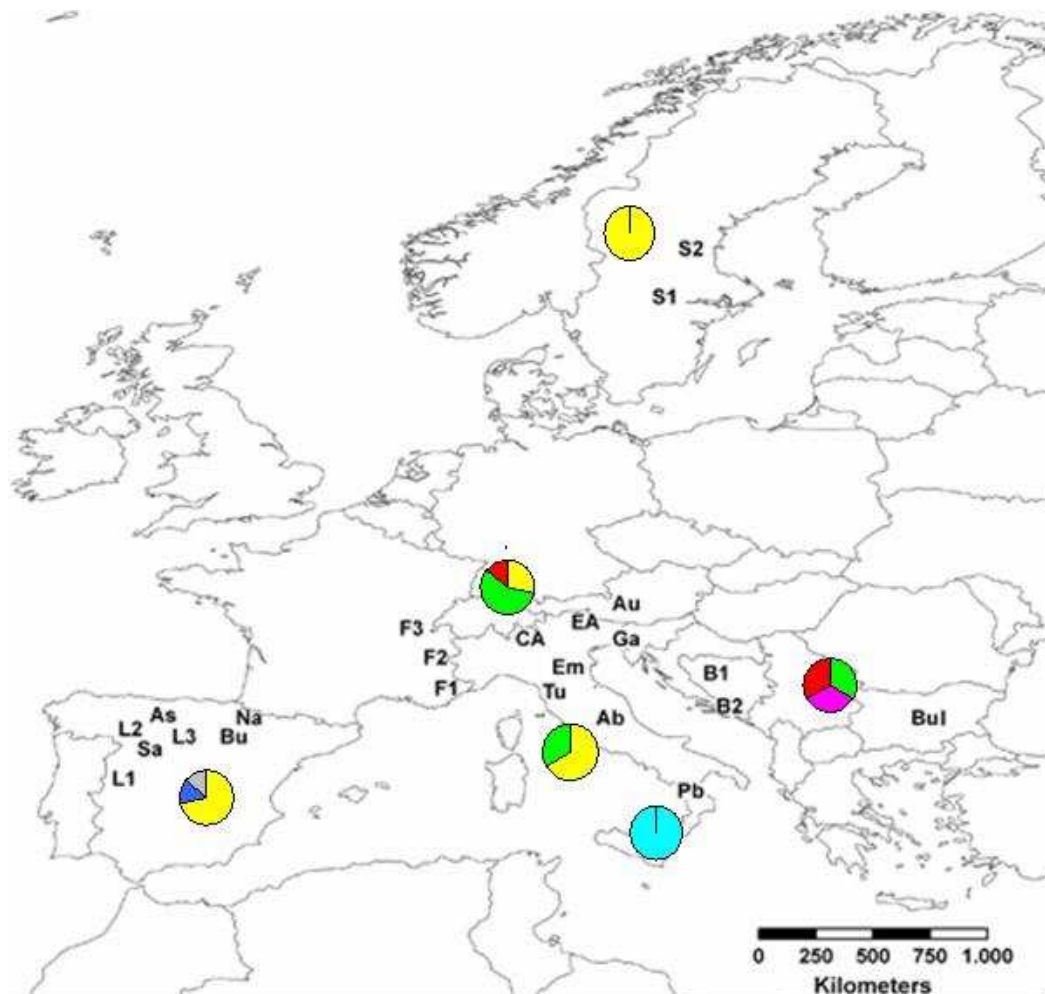 S2
S1
Au
F3
EA
CA
Ga
F2
Em
B1
F1
Tu
B2
As
Na
Ab
L2
L3
Bu
Bul
Sa
L1
Pb
0 250 500 750 1.000
Kilometers